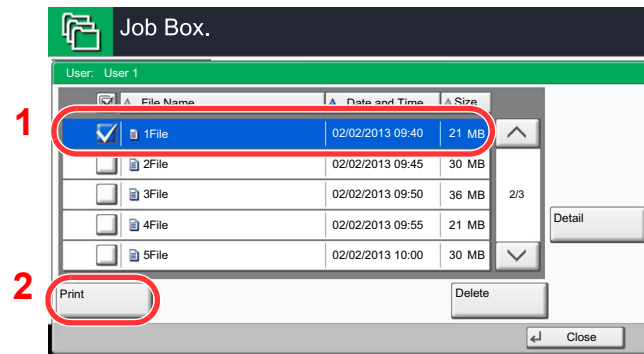 Job Box.
User: User 1
File Name Date and Time Size
1
1File 02/02/2013 09:40 21 MB
2File 02/02/2013 09:45 30 MB
3File 02/02/2013 09:50 36 MB 2/3
4File 02/02/2013 09:55 21 MB
Detail
5File 02/02/2013 10:00 30 MB
2
Print Delete
Close